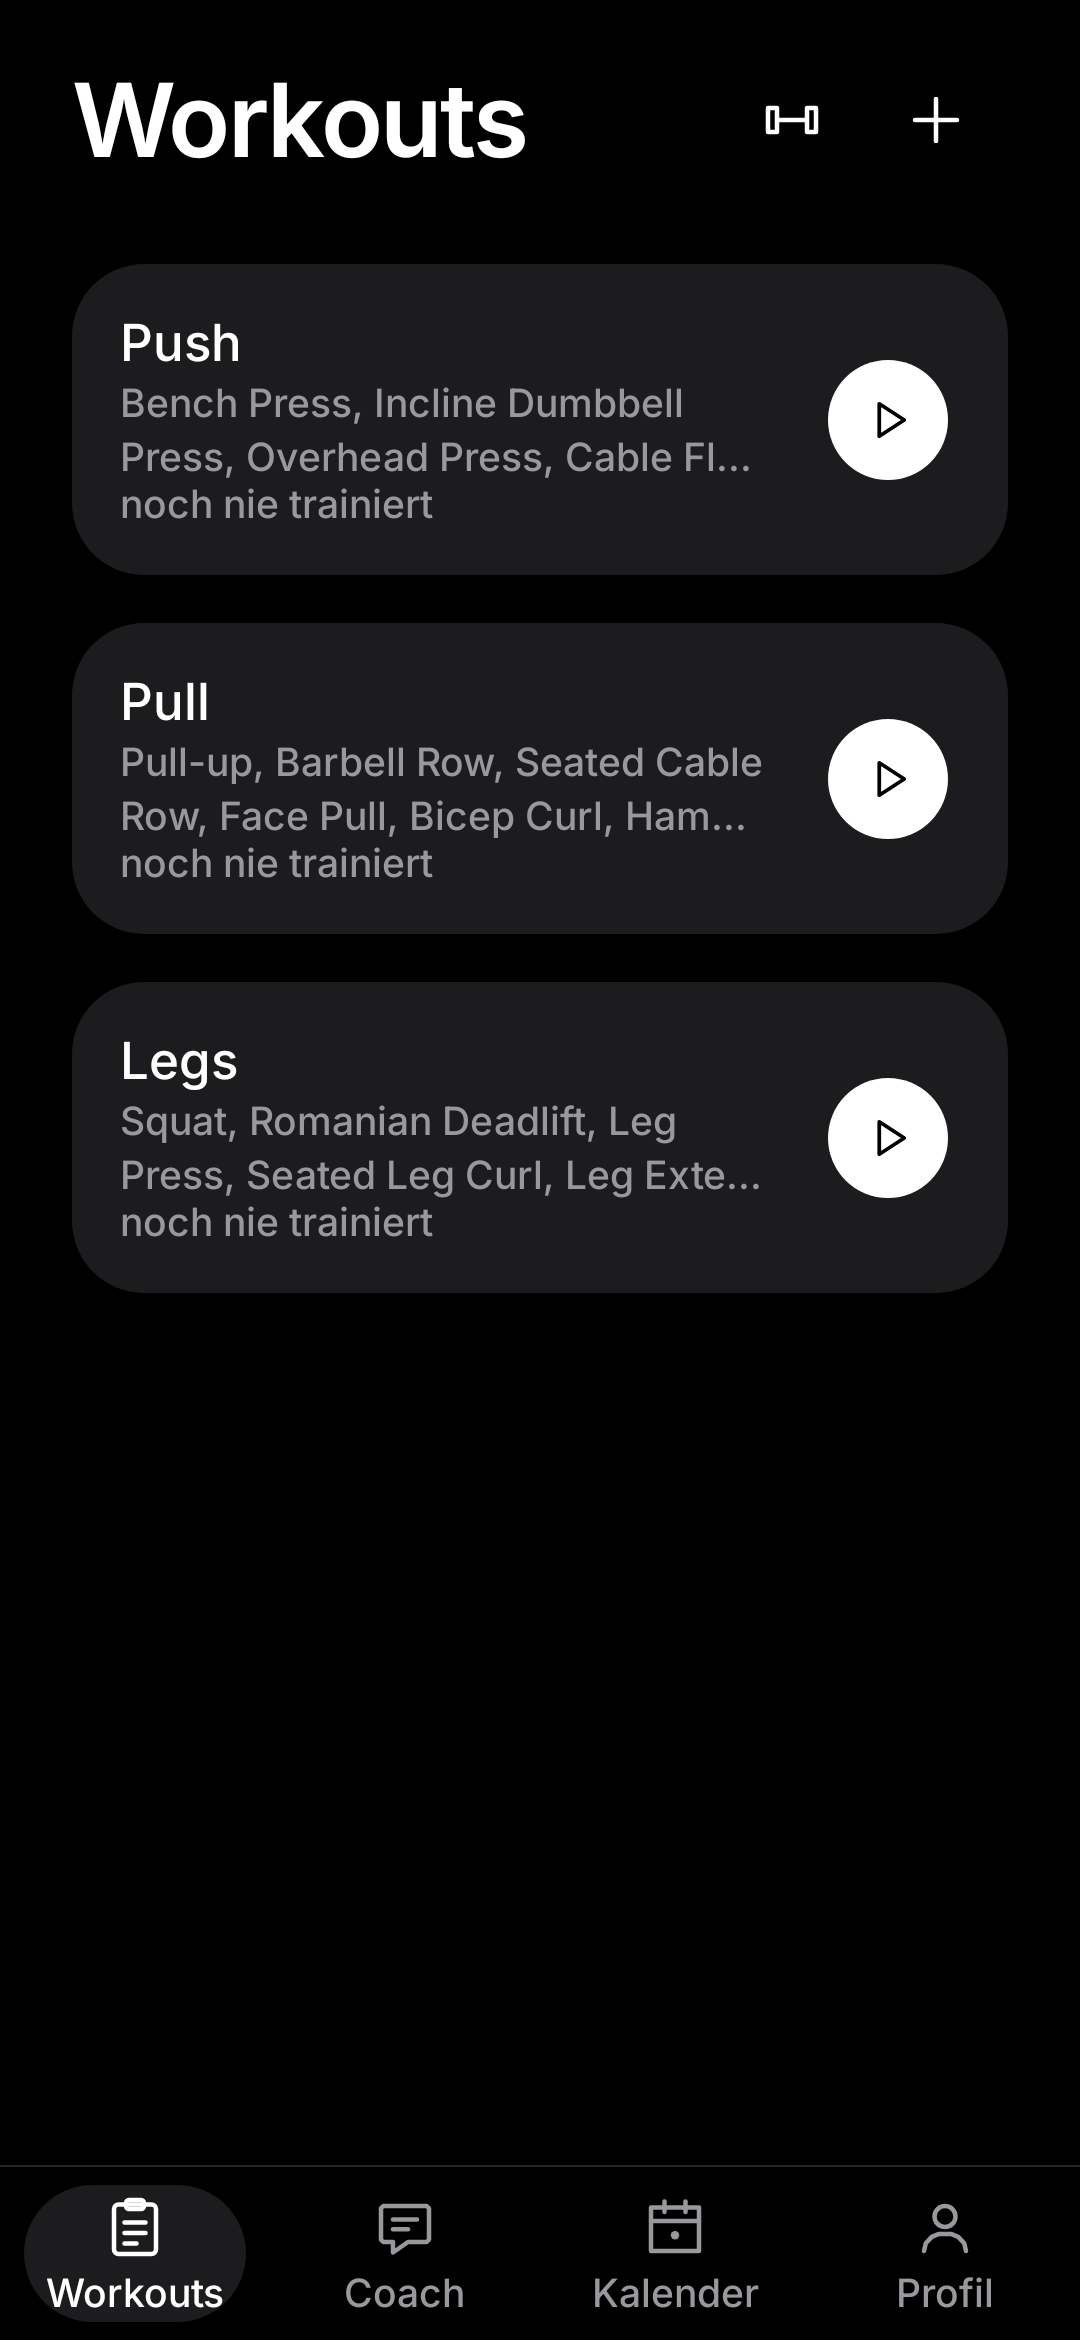 Workouts
Push
Bench Press, Incline Dumbbell
Press, Overhead Press, Cable Fl...
noch nie trainiert
Pull
Pull-up, Barbell Row, Seated Cable
Row, Face Pull, Bicep Curl, Ham...
noch nie trainiert
Legs
Squat, Romanian Deadlift, Leg
Press, Seated Leg Curl, Leg Exte...
noch nie trainiert
Workouts
Coach
Kalender
Profil